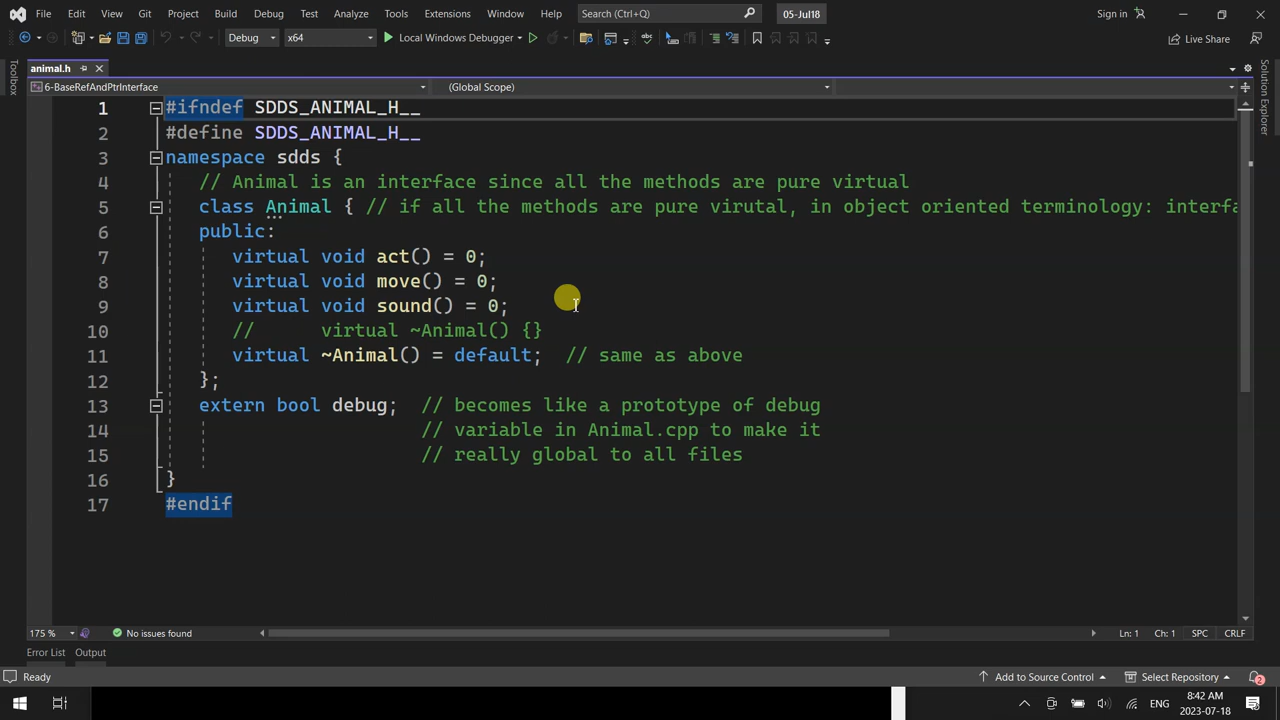 File Edit View Git Project Build Debug Test Analyze Tools Extensions Window Help Search (Ctrl+Q) 05-Jul18 Sign in
Debug x64 Local Windows Debugger Live Share
Toolbox
animal.h
Solution Explorer
6-BaseRefAndPtrInterface (Global Scope)
1 #ifndef SDDS_ANIMAL_H__
2 #define SDDS_ANIMAL_H__
3 namespace sdds {
4 // Animal is an interface since all the methods are pure virtual
5 class Animal { // if all the methods are pure virutal, in object oriented terminology: interfa
6 public:
7 virtual void act() = 0;
8 virtual void move() = 0;
9 virtual void sound() = 0;
10 // virtual ~Animal() {}
11 virtual ~Animal() = default; // same as above
12 };
13 extern bool debug; // becomes like a prototype of debug
14 // variable in Animal.cpp to make it
15 // really global to all files
16 }
17 #endif
175 % No issues found Ln: 1 Ch: 1 SPC CRLF
Error List Output
Ready Add to Source Control Select Repository 2
8:42 AM
ENG
2023-07-18